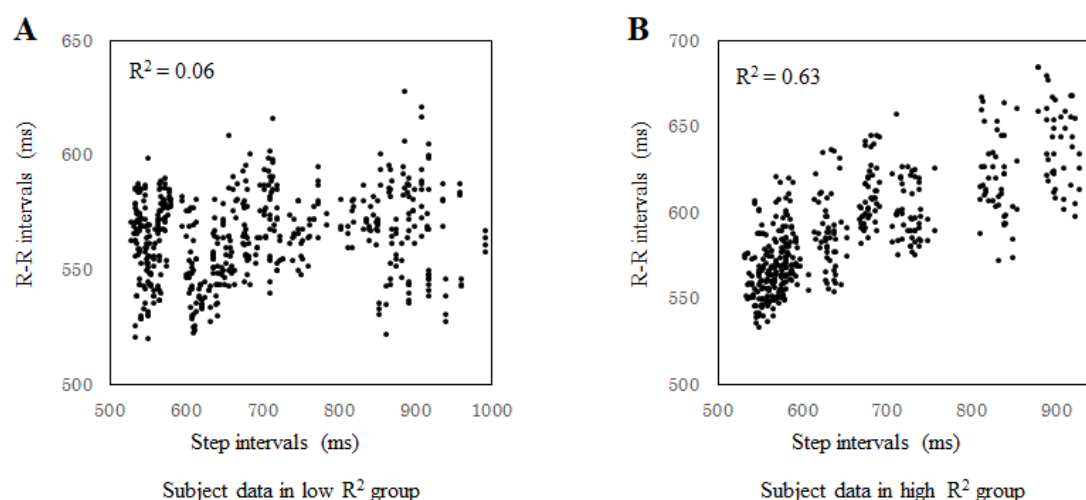 A
650
R² = 0.06
600
550
500
R-R intervals (ms)
500 600 700 800 900 1000
Step intervals (ms)
Subject data in low R² group
B
700
R² = 0.63
650
600
550
500
R-R intervals (ms)
500 600 700 800 900
Step intervals (ms)
Subject data in high R² group